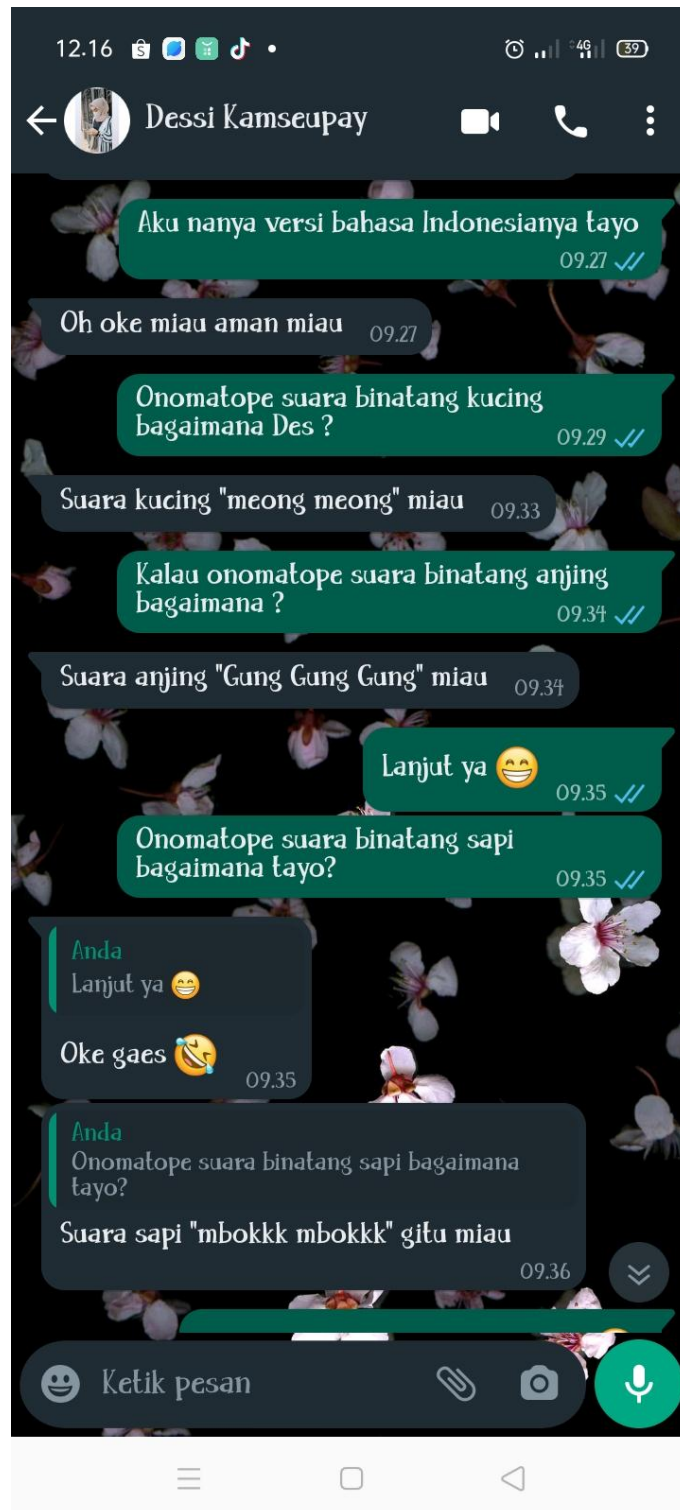 12.16
4G
39
Dessi Kamseupay
Aku nanya versi bahasa Indonesianya tayo
09.27
Oh oke miau aman miau
09.27
Onomatope suara binatang kucing
bagaimana Des ?
09.29
Suara kucing "meong meong" miau
09.33
Kalau onomatope suara binatang anjing
bagaimana ?
09.34
Suara anjing "Gung Gung Gung" miau
09.34
Lanjut ya 😁
09.35
Onomatope suara binatang sapi
bagaimana tayo?
09.35
Anda
Lanjut ya 😁
Oke gaes 🤣
09.35
Anda
Onomatope suara binatang sapi bagaimana
tayo?
Suara sapi "mbokkk mbokkk" gitu miau
09.36
Ketik pesan